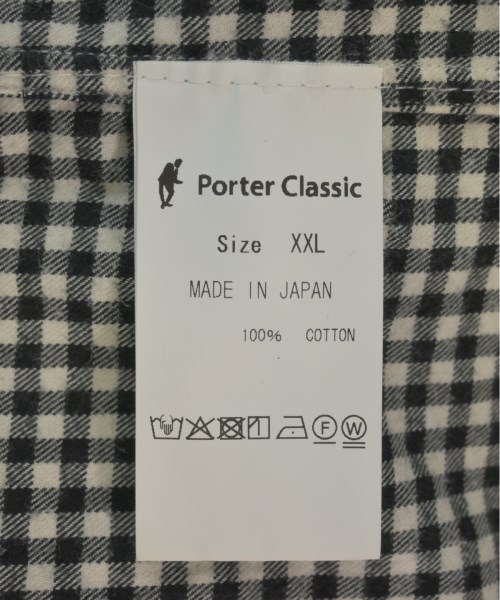 Porter Classic
Size XXL
MADE IN JAPAN
100% COTTON
F W